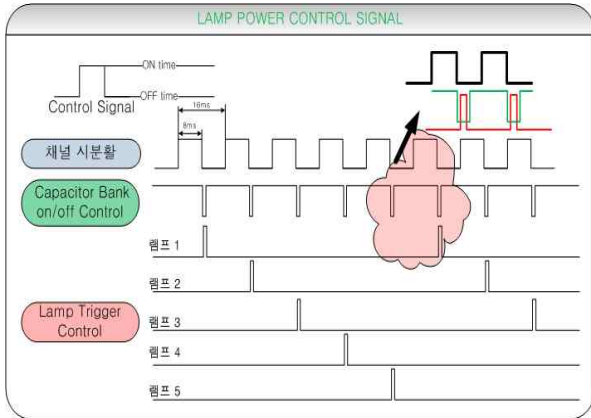 LAMP POWER CONTROL SIGNAL
ON time
OFF time
Control Signal
16ms
8ms
채널 시분활
Capacitor Bank
on/off Control
램프 1
램프 2
Lamp Trigger
Control
램프 3
램프 4
램프 5